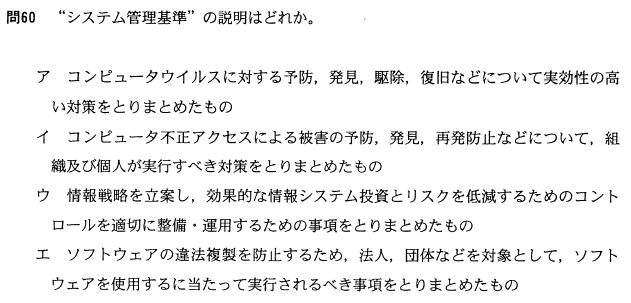 問60 “システム管理基準”の説明はどれか。
ア コンピュータウイルスに対する予防，発見，駆除，復旧などについて実効性の高
い対策をとりまとめたもの
イ コンピュータ不正アクセスによる被害の予防，発見，再発防止などについて，組
織及び個人が実行すべき対策をとりまとめたもの
ウ 情報戦略を立案し，効果的な情報システム投資とリスクを低減するためのコント
ロールを適切に整備・運用するための事項をとりまとめたもの
エ ソフトウェアの違法複製を防止するため，法人，団体などを対象として，ソフト
ウェアを使用するに当たって実行されるべき事項をとりまとめたもの